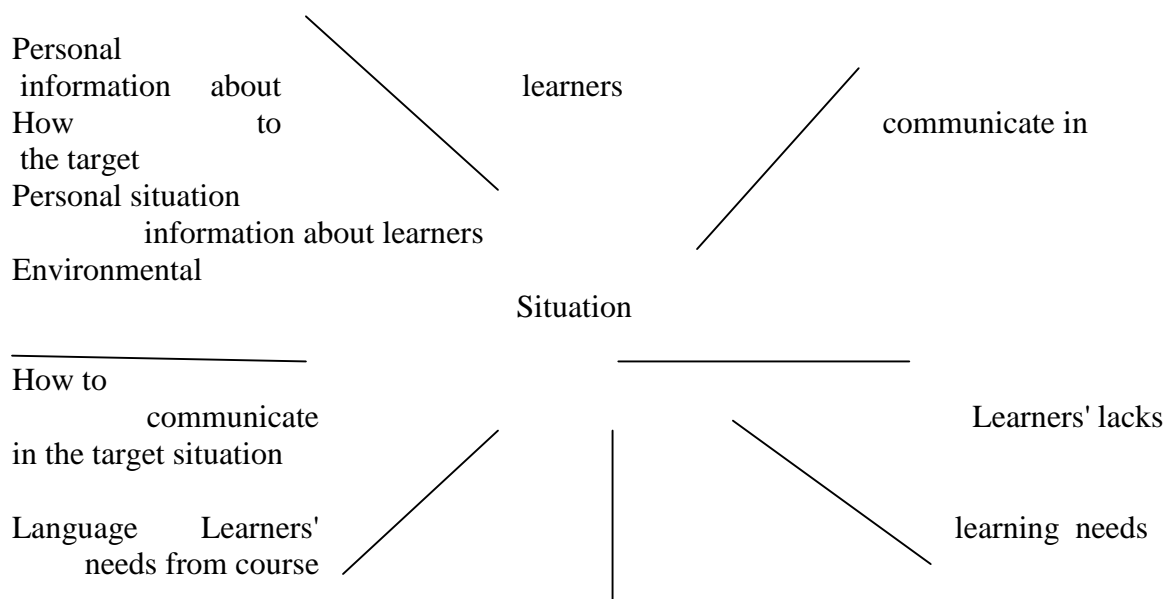 Personal
information about learners
How to communicate in
the target
Personal situation
information about learners
Environmental
Situation
How to
communicate Learners' lacks
in the target situation
Language Learners' learning needs
needs from course